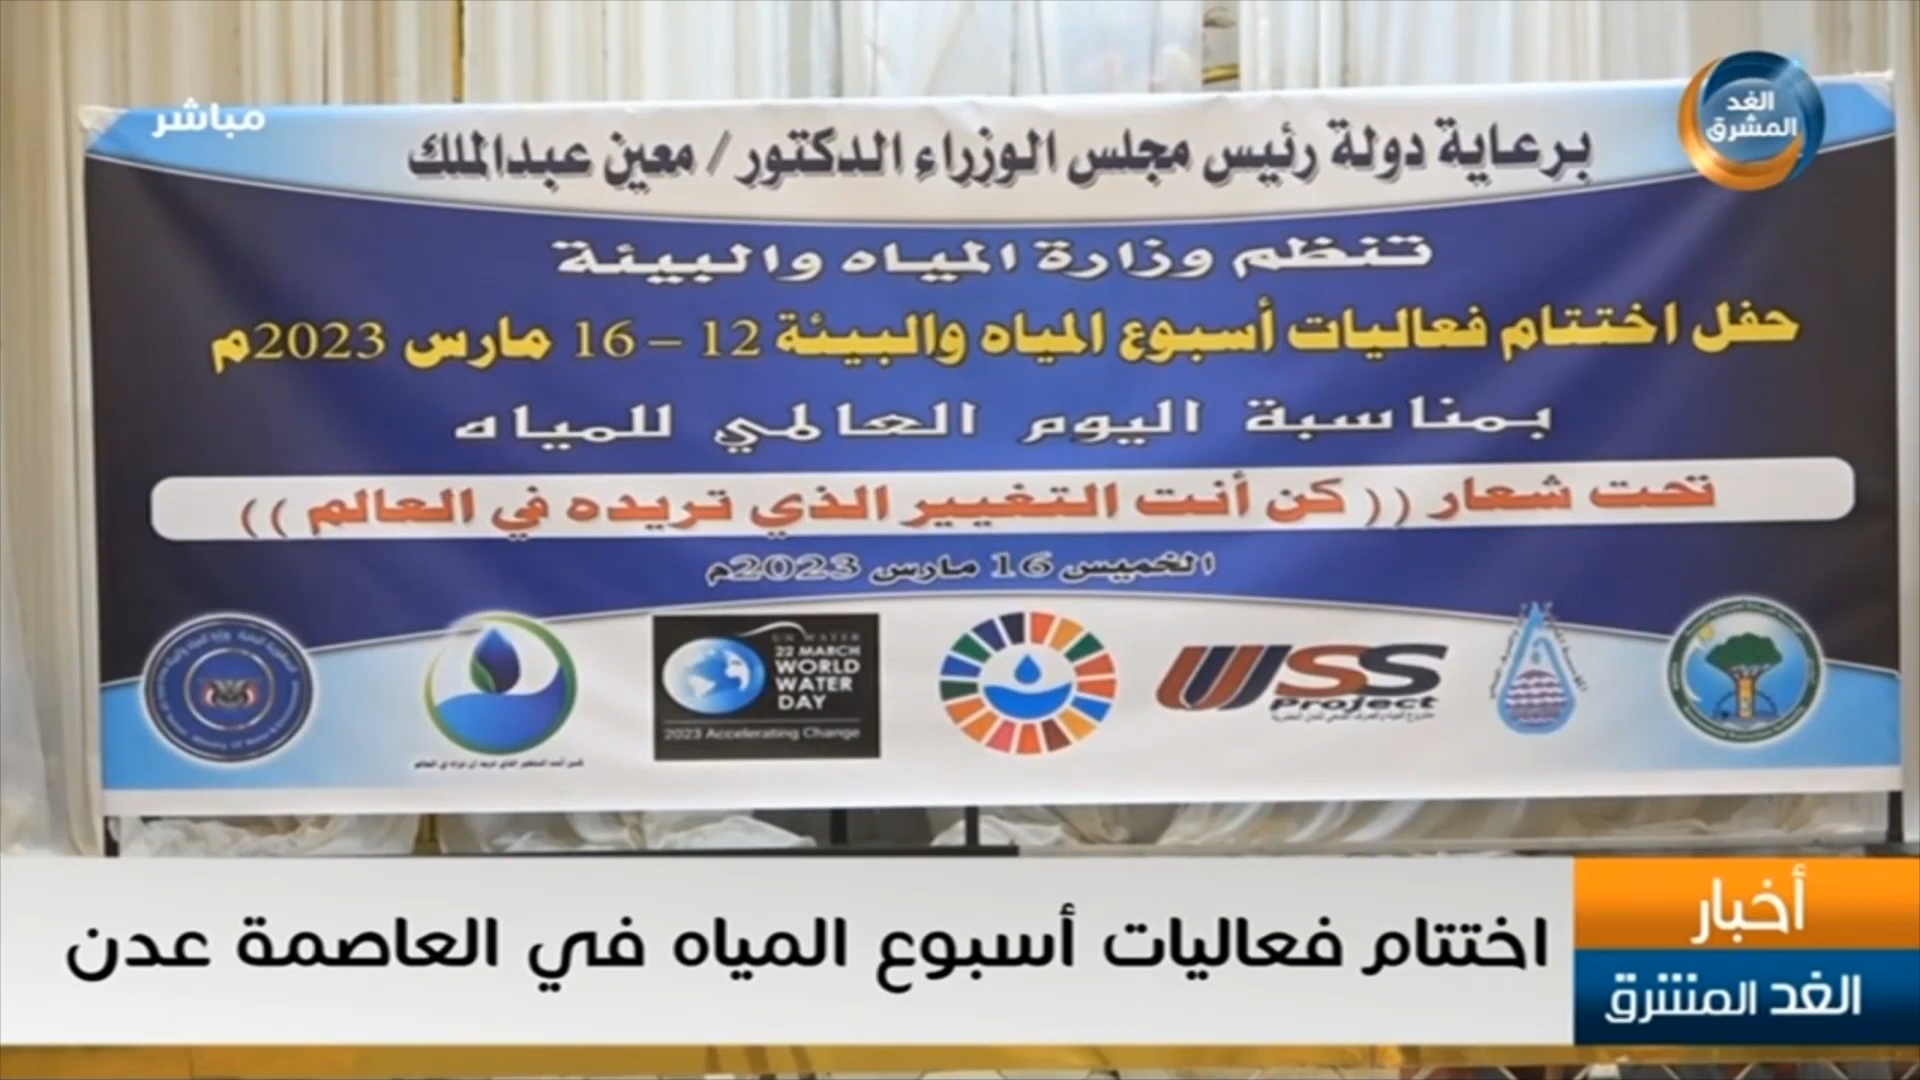 مباشر
الغد
المشرق
برعاية دولة رئيس مجلس الوزراء الدكتور / معين عبدالملك
تنظم وزارة المياه والبيئة
حفل اختتام فعاليات أسبوع المياه والبيئة 12 – 16 مارس 2023م
بمناسبة اليوم العالمي للمياه
تحت شعار (( كن أنت التغيير الذي تريده في العالم ))
الخميس 16 مارس 2023م
UN WATER
22 MARCH
WORLD
WATER
DAY
2023 Accelerating Change
WSS
Project
أخبار
الغد المشرق
اختتام فعاليات أسبوع المياه في العاصمة عدن